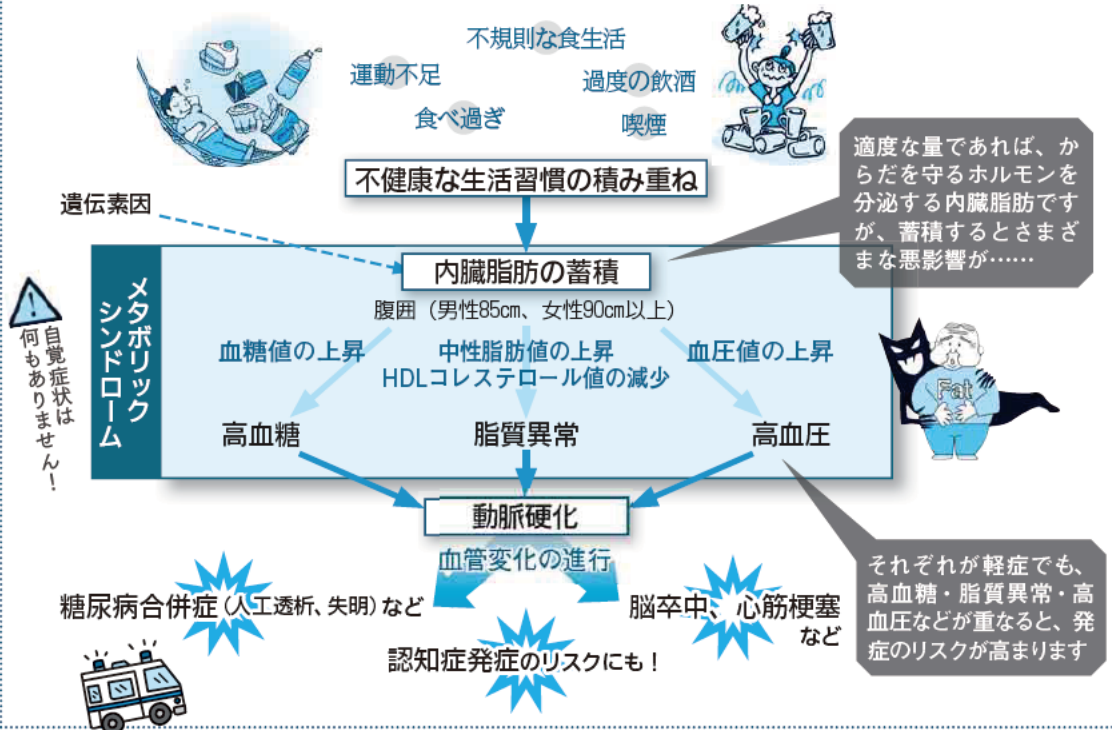 不規則な食生活
運動不足
過度の飲酒
食べ過ぎ
喫煙
不健康な生活習慣の積み重ね
適度な量であれば、か
らだを守るホルモンを
分泌する内臓脂肪です
が、蓄積するとさまざ
まな悪影響が……
遺伝素因
内臓脂肪の蓄積
腹囲（男性85㎝、女性90㎝以上）
メタボリック
シンドローム
自覚症状は
何もありません！
血糖値の上昇
中性脂肪値の上昇
HDLコレステロール値の減少
血圧値の上昇
Fat
高血糖
脂質異常
高血圧
動脈硬化
血管変化の進行
それぞれが軽症でも、
高血糖・脂質異常・高
血圧などが重なると、発
症のリスクが高まります
糖尿病合併症（人工透析、失明）など
脳卒中、心筋梗塞
など
認知症発症のリスクにも！